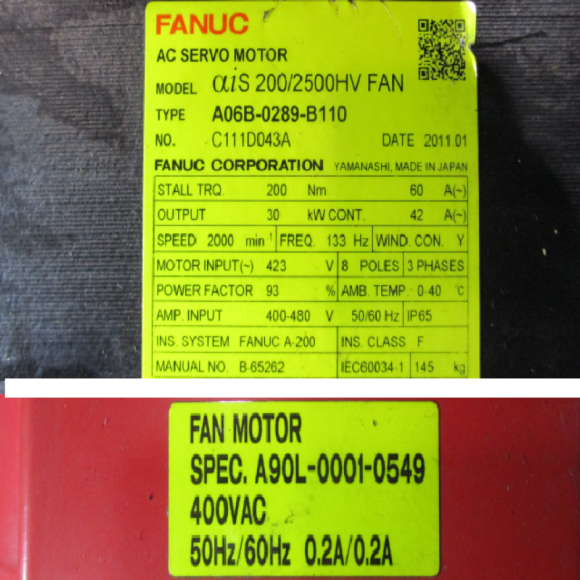 FANUC
AC SERVO MOTOR
MODEL αiS 200/2500HV FAN
TYPE A06B-0289-B110
NO. C111D043A DATE 2011.01
FANUC CORPORATION YAMANASHI, MADE IN JAPAN
STALL TRQ. 200 Nm 60 A(~)
OUTPUT 30 kW CONT. 42 A(~)
SPEED 2000 min⁻¹ FREQ. 133 Hz WIND. CON. Y
MOTOR INPUT(~) 423 V 8 POLES 3 PHASES
POWER FACTOR 93 % AMB. TEMP. 0-40 °C
AMP. INPUT 400-480 V 50/60 Hz IP65
INS. SYSTEM FANUC A-200 INS. CLASS F
MANUAL NO. B-65262 IEC60034-1 145 kg
FAN MOTOR
SPEC. A90L-0001-0549
400VAC
50Hz/60Hz 0.2A/0.2A